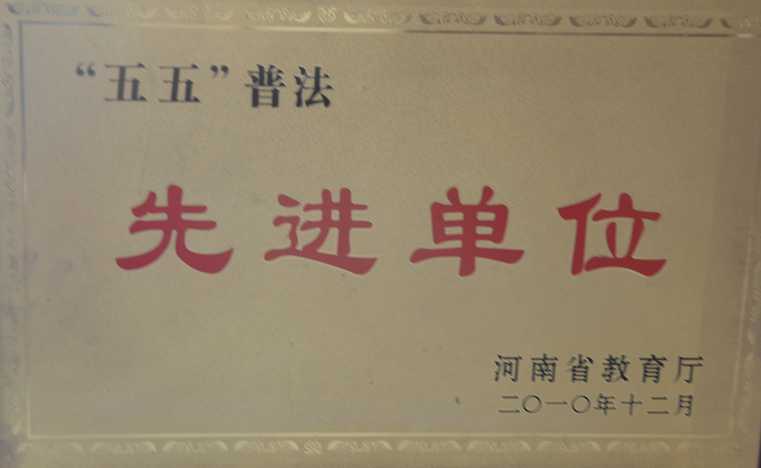 “五五”普法
先进单位
河南省教育厅
二〇一〇年十二月